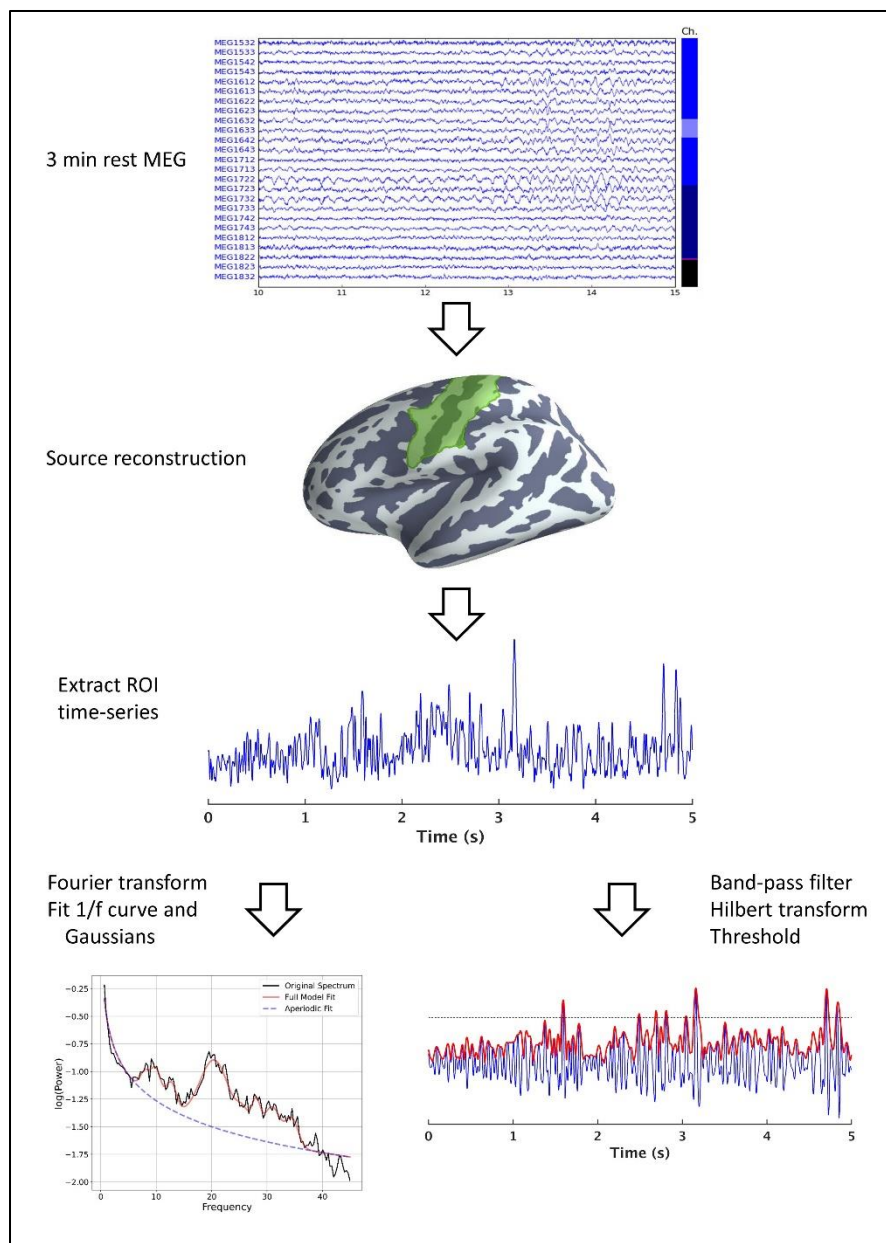 Ch.
MEG1532
MEG1533
MEG1542
MEG1543
MEG1612
MEG1613
MEG1622
MEG1623
MEG1632
MEG1633
MEG1642
MEG1643
MEG1712
MEG1713
MEG1722
MEG1723
MEG1732
MEG1733
MEG1742
MEG1743
MEG1812
MEG1813
MEG1822
MEG1823
MEG1832
10 11 12 13 14 15
3 min rest MEG
Source reconstruction
Extract ROI
time-series
0 1 2 3 4 5
Time (s)
Fourier transform
Fit 1/f curve and
Gaussians
Band-pass filter
Hilbert transform
Threshold
Original Spectrum
Full Model Fit
Aperiodic Fit
log(Power)
−0.25
−0.50
−0.75
−1.00
−1.25
−1.50
−1.75
−2.00
0 10 20 30 40
Frequency
0 1 2 3 4 5
Time (s)